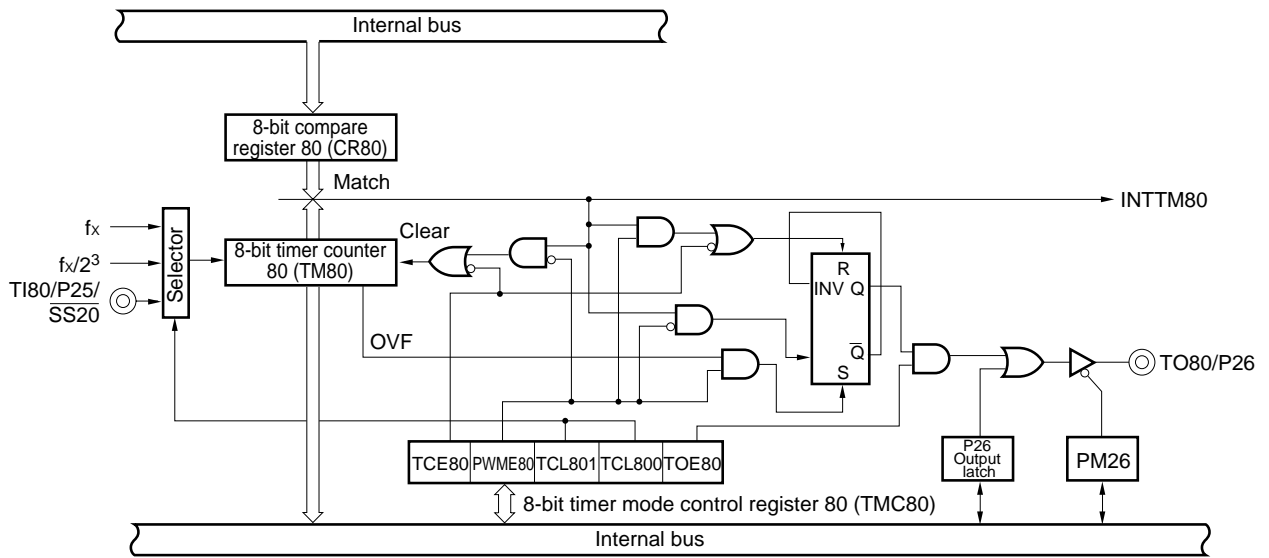 Internal bus
8-bit compare
register 80 (CR80)
Match
INTTM80
fX
fX/2³
TI80/P25/
SS20
Selector
8-bit timer counter
80 (TM80)
Clear
OVF
R
INV Q
Q
S
TO80/P26
TCE80 PWME80 TCL801 TCL800 TOE80
P26
Output
latch
PM26
8-bit timer mode control register 80 (TMC80)
Internal bus